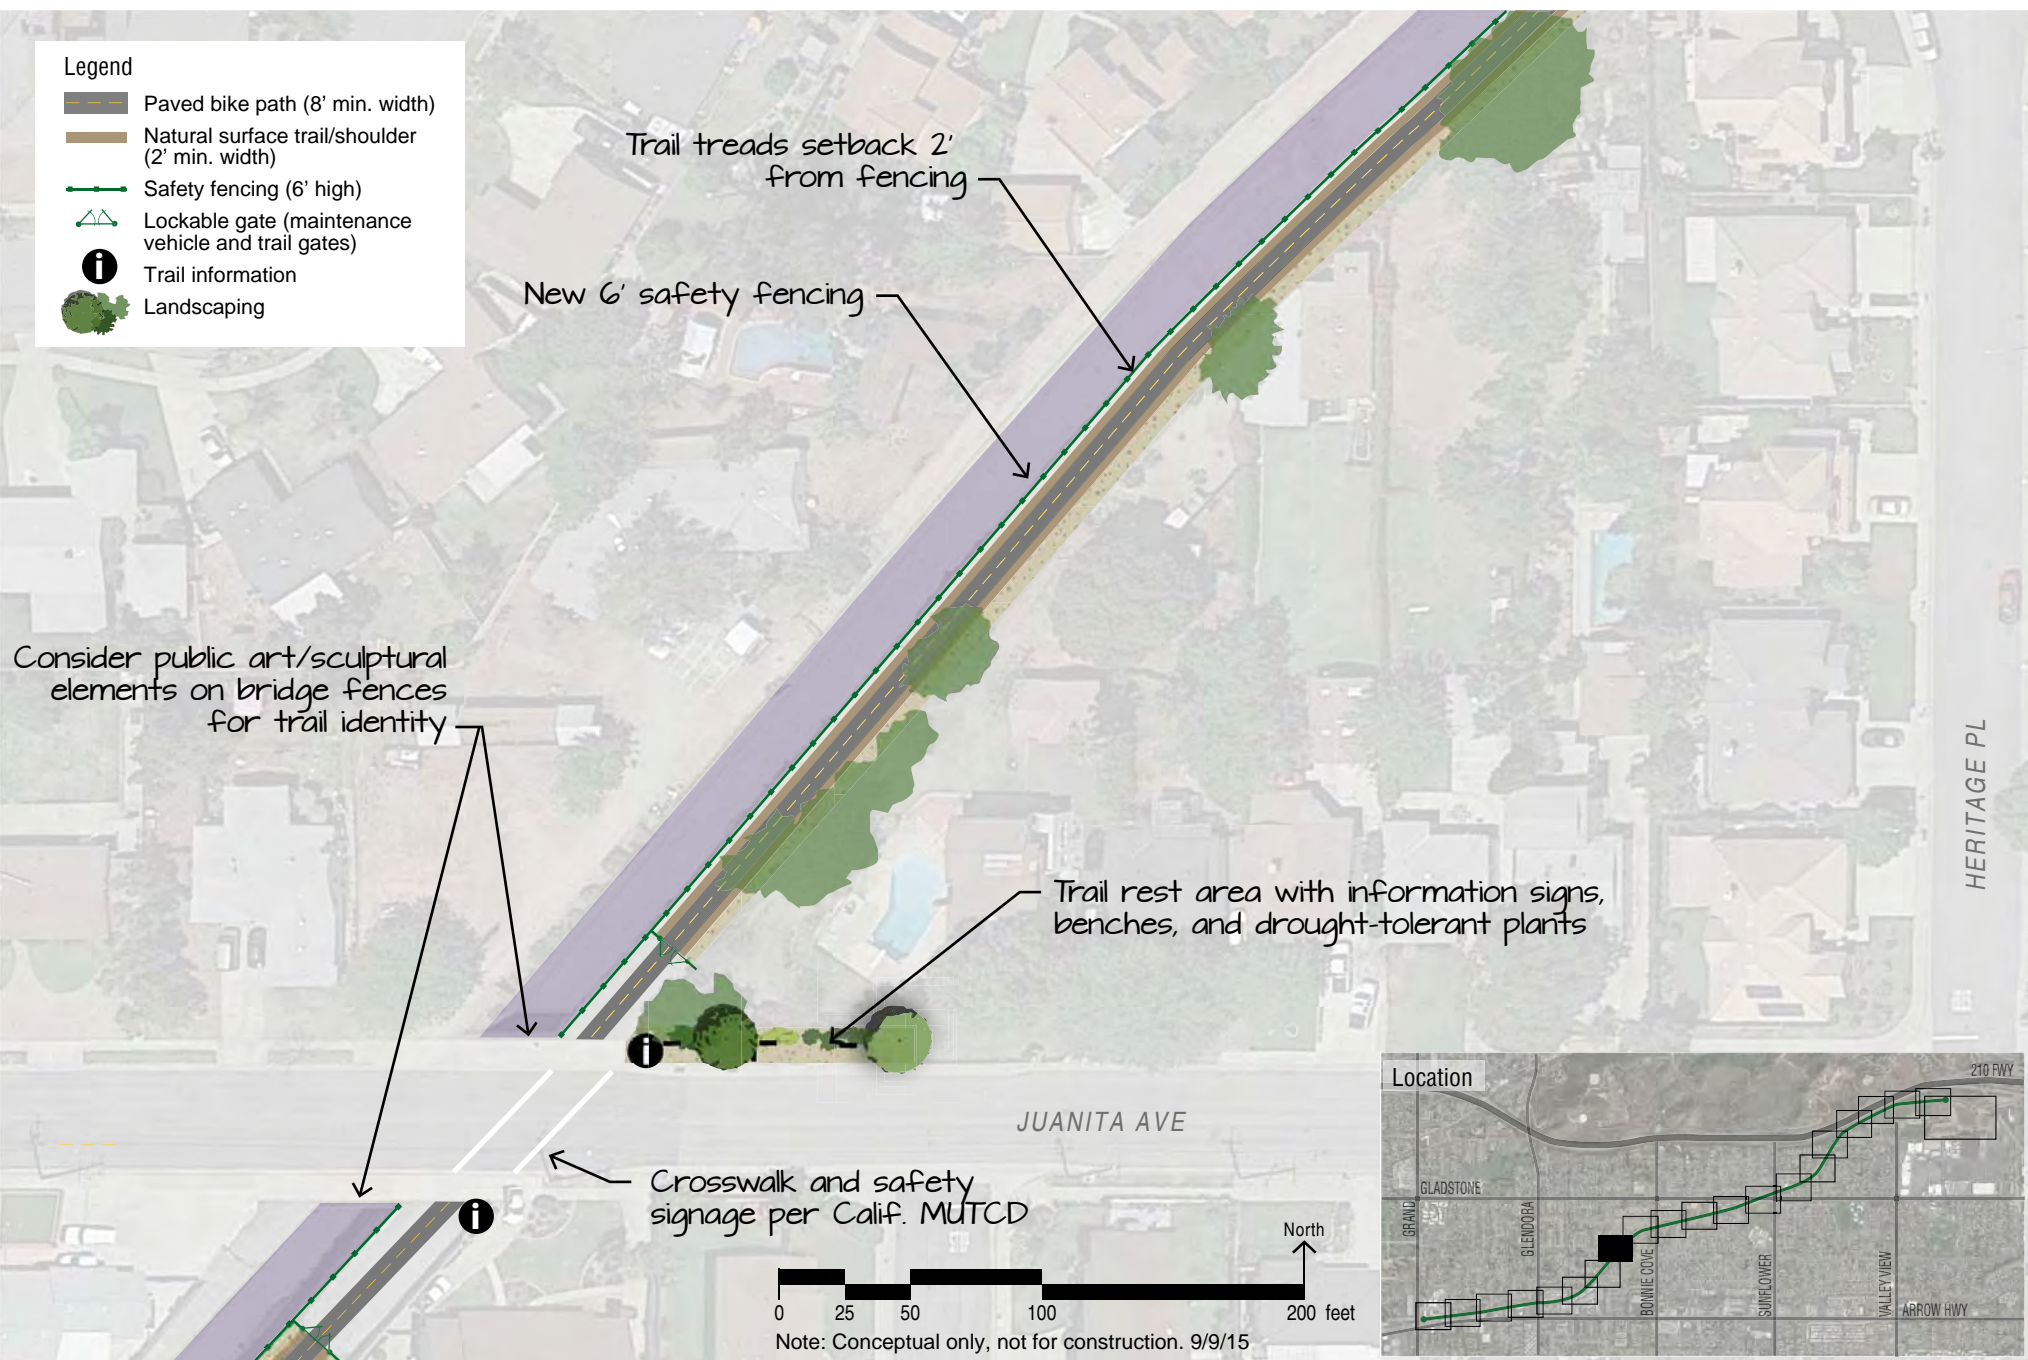 Legend
Paved bike path (8’ min. width)
Natural surface trail/shoulder
(2’ min. width)
Safety fencing (6’ high)
Lockable gate (maintenance
vehicle and trail gates)
i
Trail information
Landscaping
Trail treads setback 2’
from fencing
New 6’ safety fencing
Consider public art/sculptural
elements on bridge fences
for trail identity
HERITAGE PL
Trail rest area with information signs,
benches, and drought-tolerant plants
i
JUANITA AVE
Crosswalk and safety
signage per Calif. MUTCD
i
North
0 25 50 100 200 feet
Note: Conceptual only, not for construction. 9/9/15
Location
210 FWY
GLADSTONE
GRAND
GLENDORA
BONNIE COVE
SUNFLOWER
VALLEY VIEW
ARROW HWY